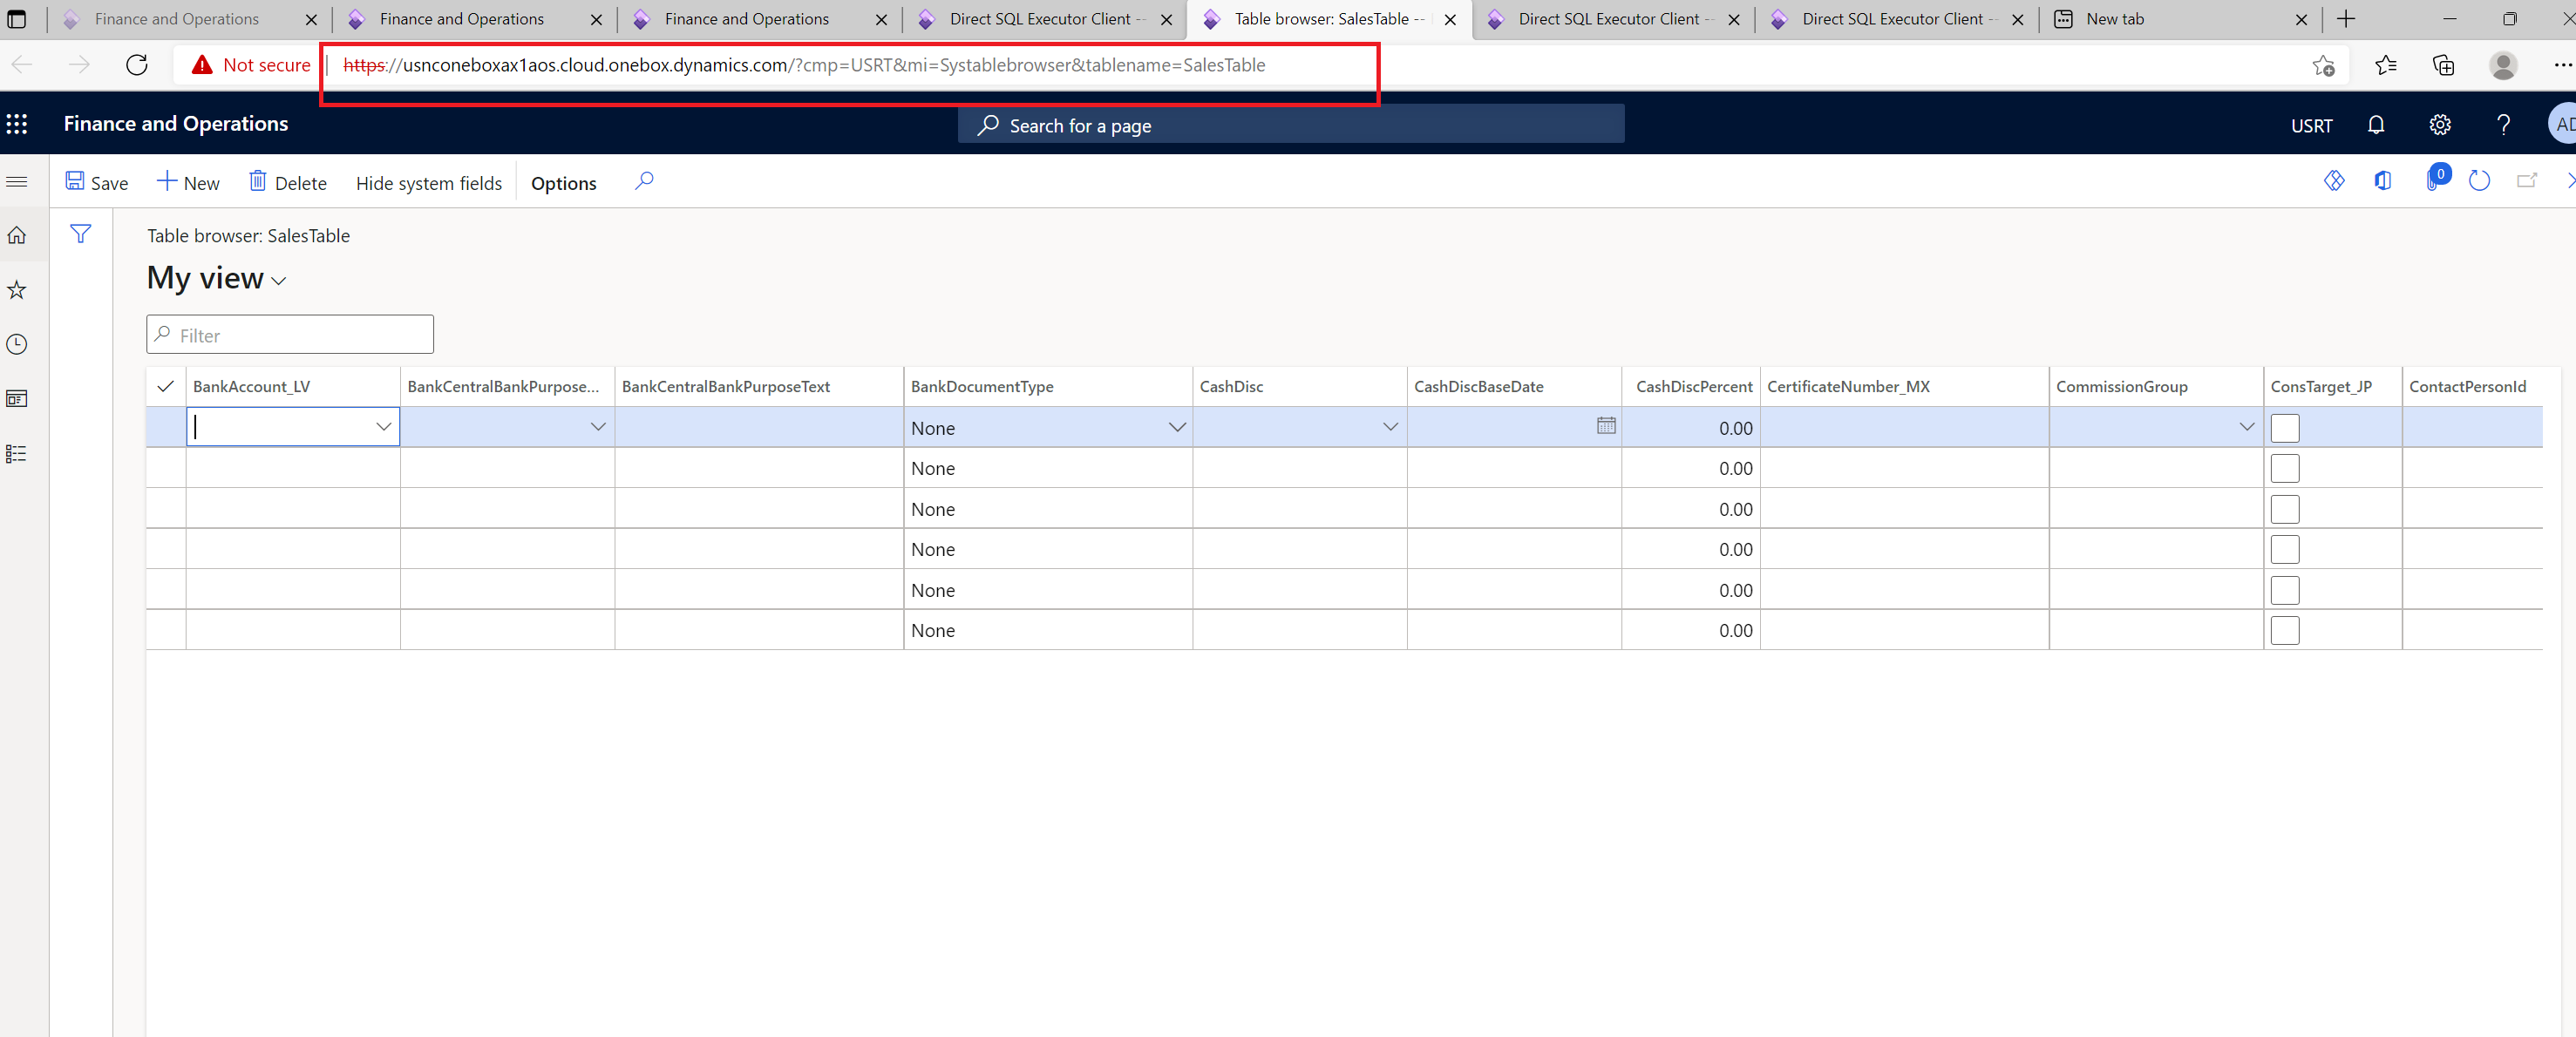 Finance and Operations
Finance and Operations
Finance and Operations
Direct SQL Executor Client --
Table browser: SalesTable --
Direct SQL Executor Client --
Direct SQL Executor Client --
New tab
Not secure
https://usnconeboxax1aos.cloud.onebox.dynamics.com/?cmp=USRT&mi=Systablebrowser&tablename=SalesTable
Finance and Operations
Search for a page
USRT
?
AD
Save
New
Delete
Hide system fields
Options
0
Table browser: SalesTable
My view
Filter
BankAccount_LV BankCentralBankPurpose... BankCentralBankPurposeText BankDocumentType CashDisc CashDiscBaseDate CashDiscPercent CertificateNumber_MX CommissionGroup ConsTarget_JP ContactPersonId
None 0.00
None 0.00
None 0.00
None 0.00
None 0.00
None 0.00